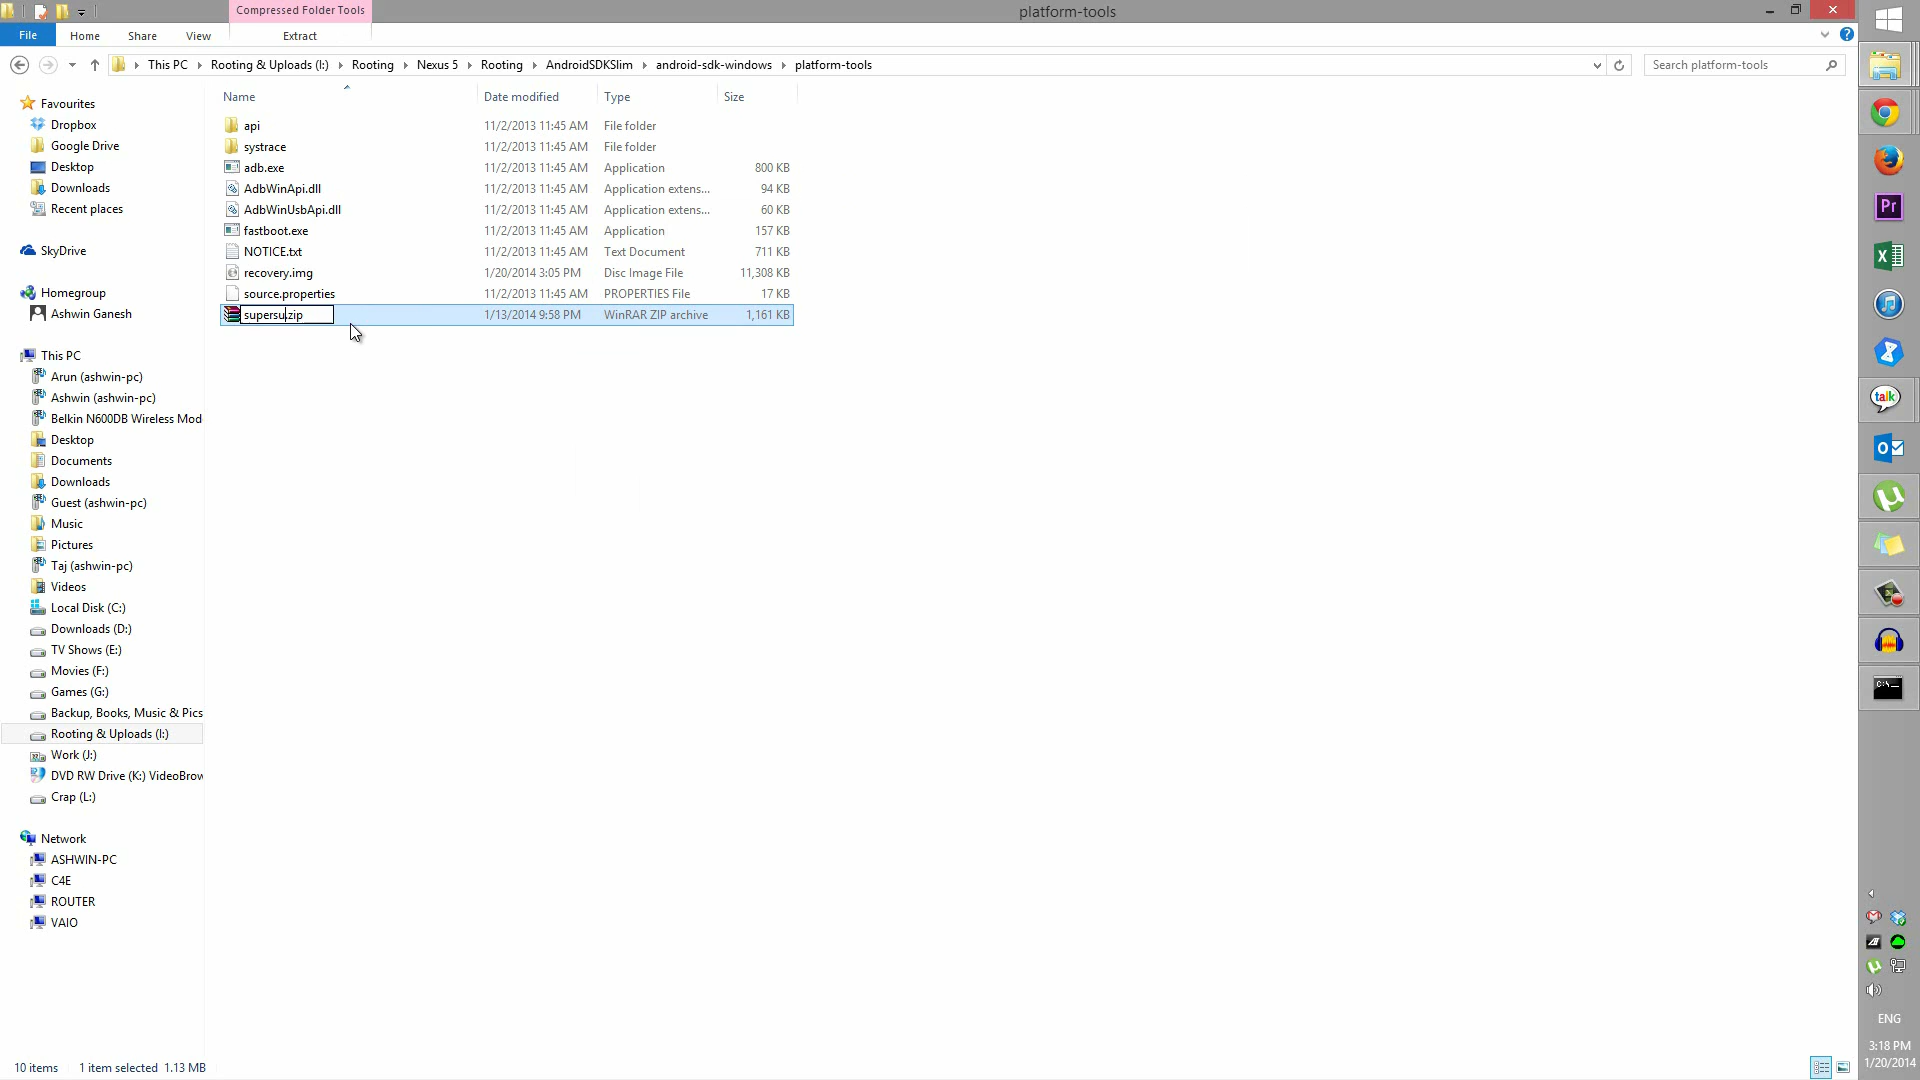 Compressed Folder Tools
platform-tools
File Home Share View Extract
This PC Rooting & Uploads (I:) Rooting Nexus 5 Rooting AndroidSDKSlim android-sdk-windows platform-tools
Search platform-tools
Name Date modified Type Size
api 11/2/2013 11:45 AM File folder
systrace 11/2/2013 11:45 AM File folder
adb.exe 11/2/2013 11:45 AM Application 800 KB
AdbWinApi.dll 11/2/2013 11:45 AM Application extens... 94 KB
AdbWinUsbApi.dll 11/2/2013 11:45 AM Application extens... 60 KB
fastboot.exe 11/2/2013 11:45 AM Application 157 KB
NOTICE.txt 11/2/2013 11:45 AM Text Document 711 KB
recovery.img 1/20/2014 3:05 PM Disc Image File 11,308 KB
source.properties 11/2/2013 11:45 AM PROPERTIES File 17 KB
supersu.zip 1/13/2014 9:58 PM WinRAR ZIP archive 1,161 KB
Favourites
Dropbox
Google Drive
Desktop
Downloads
Recent places
SkyDrive
Homegroup
Ashwin Ganesh
This PC
Arun (ashwin-pc)
Ashwin (ashwin-pc)
Belkin N600DB Wireless Mod
Desktop
Documents
Downloads
Guest (ashwin-pc)
Music
Pictures
Taj (ashwin-pc)
Videos
Local Disk (C:)
Downloads (D:)
TV Shows (E:)
Movies (F:)
Games (G:)
Backup, Books, Music & Pics
Rooting & Uploads (I:)
Work (J:)
DVD RW Drive (K:) VideoBrow
Crap (L:)
Network
ASHWIN-PC
C4E
ROUTER
VAIO
10 items 1 item selected 1.13 MB
Pr
talk
C:\
ENG
3:18 PM
1/20/2014